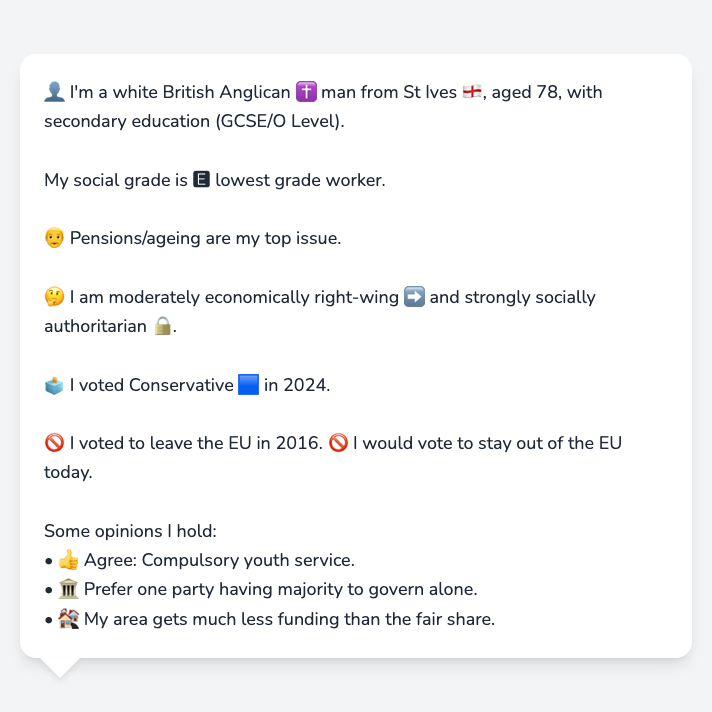 👤 I'm a white British Anglican ✝️ man from St Ives 🏴󠁧󠁢󠁥󠁮󠁧󠁿, aged 78, with
secondary education (GCSE/O Level).
My social grade is 🅴 lowest grade worker.
👴 Pensions/ageing are my top issue.
🤔 I am moderately economically right-wing ➡️ and strongly socially
authoritarian 🔒.
🗳️ I voted Conservative 🟦 in 2024.
🚫 I voted to leave the EU in 2016. 🚫 I would vote to stay out of the EU
today.
Some opinions I hold:
• 👍 Agree: Compulsory youth service.
• 🏛️ Prefer one party having majority to govern alone.
• 🏚️ My area gets much less funding than the fair share.